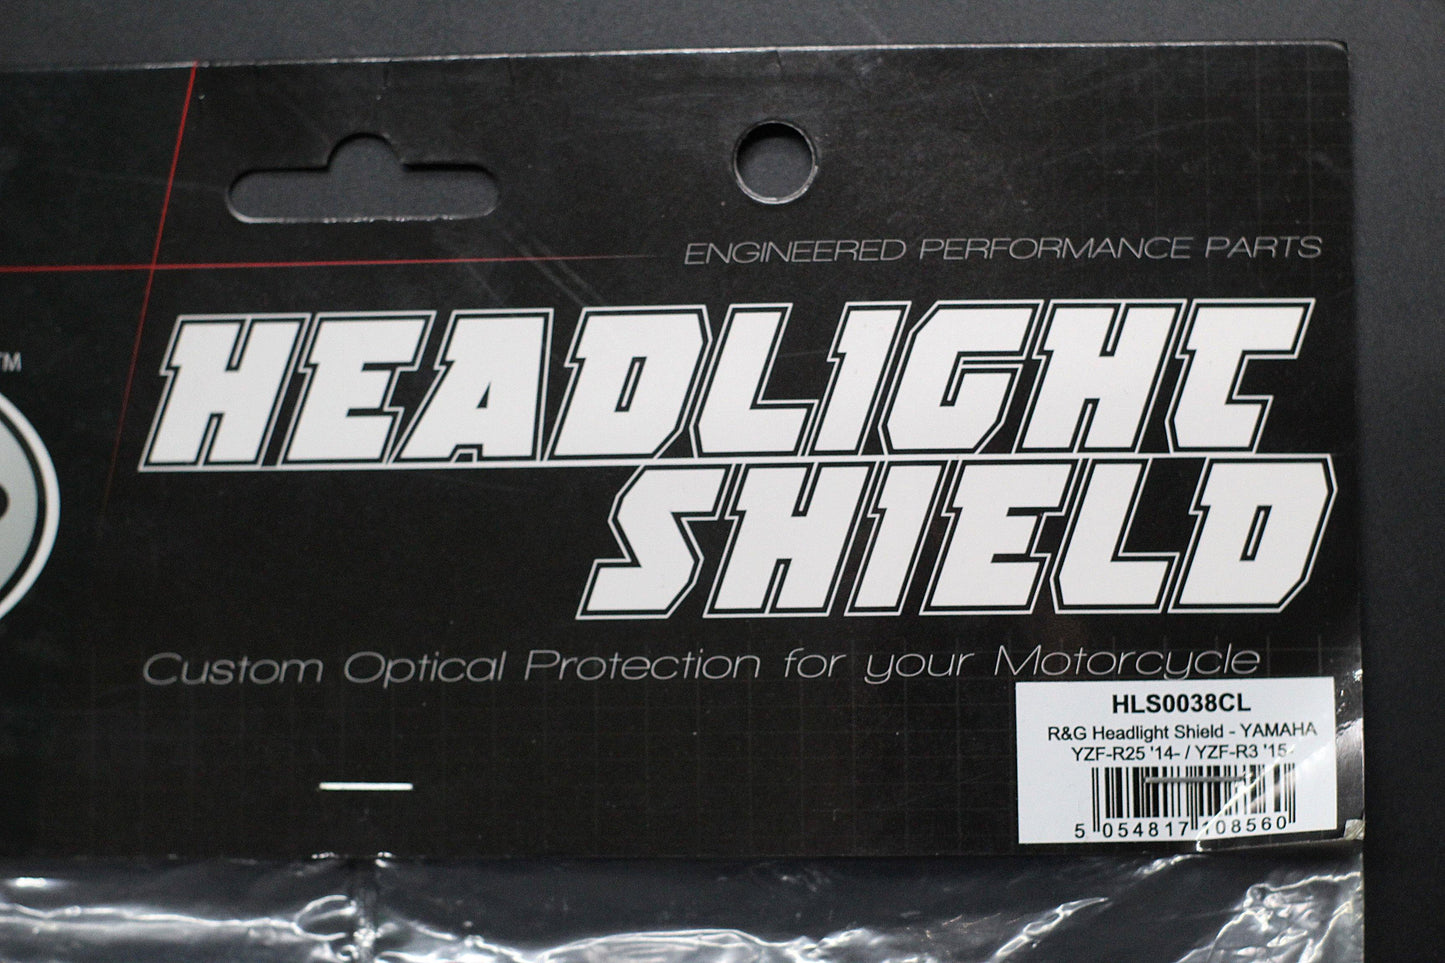 ENGINEERED PERFORMANCE PARTS
TM
HEADLIGHT
SHIELD
Custom Optical Protection for your Motorcycle
HLS0038CL
R&G Headlight Shield - YAMAHA
YZF-R25 '14- / YZF-R3 '15-
5 054817 108560